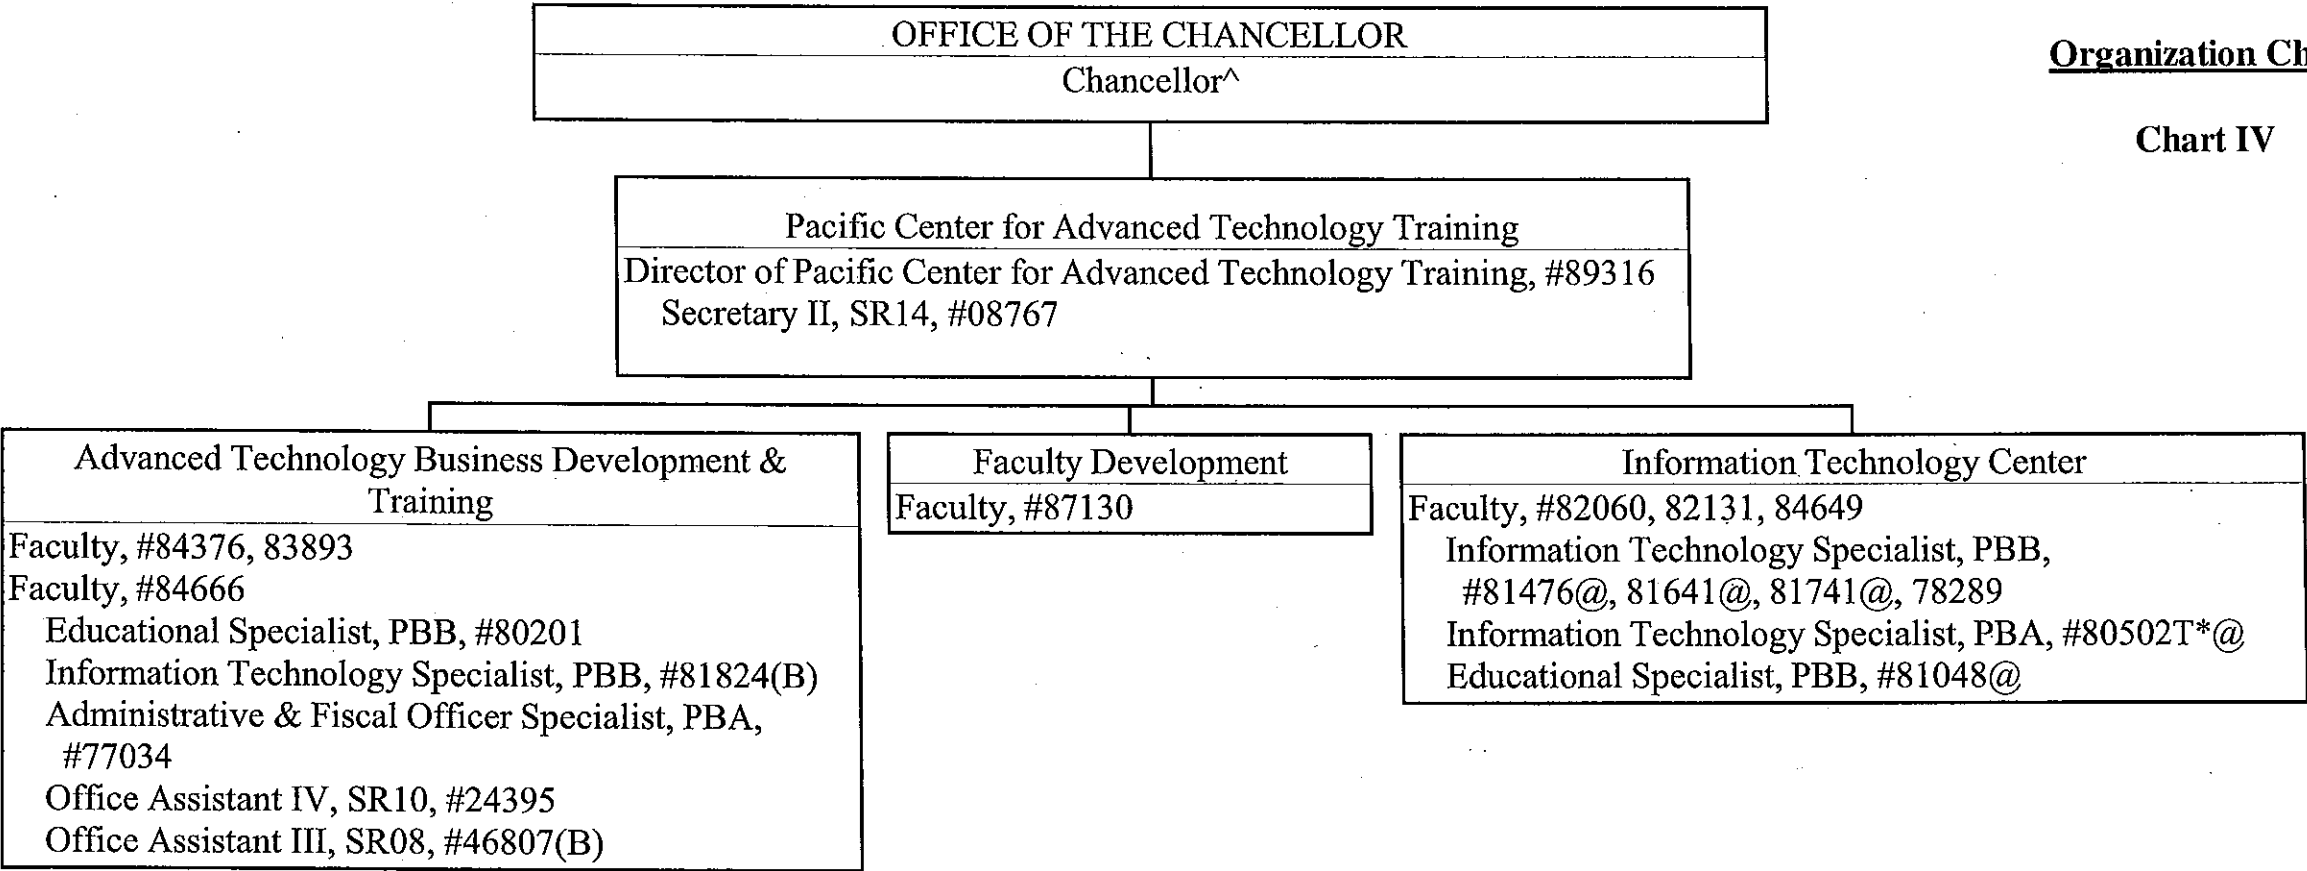 OFFICE OF THE CHANCELLOR
Chancellor^
Organization Ch
Chart IV
Pacific Center for Advanced Technology Training
Director of Pacific Center for Advanced Technology Training, #89316
Secretary II, SR14, #08767
Advanced Technology Business Development &
Training
Faculty, #84376, 83893
Faculty, #84666
Educational Specialist, PBB, #80201
Information Technology Specialist, PBB, #81824(B)
Administrative & Fiscal Officer Specialist, PBA,
#77034
Office Assistant IV, SR10, #24395
Office Assistant III, SR08, #46807(B)
Faculty Development
Faculty, #87130
Information Technology Center
Faculty, #82060, 82131, 84649
Information Technology Specialist, PBB,
#81476@, 81641@, 81741@, 78289
Information Technology Specialist, PBA, #80502T*@
Educational Specialist, PBB, #81048@